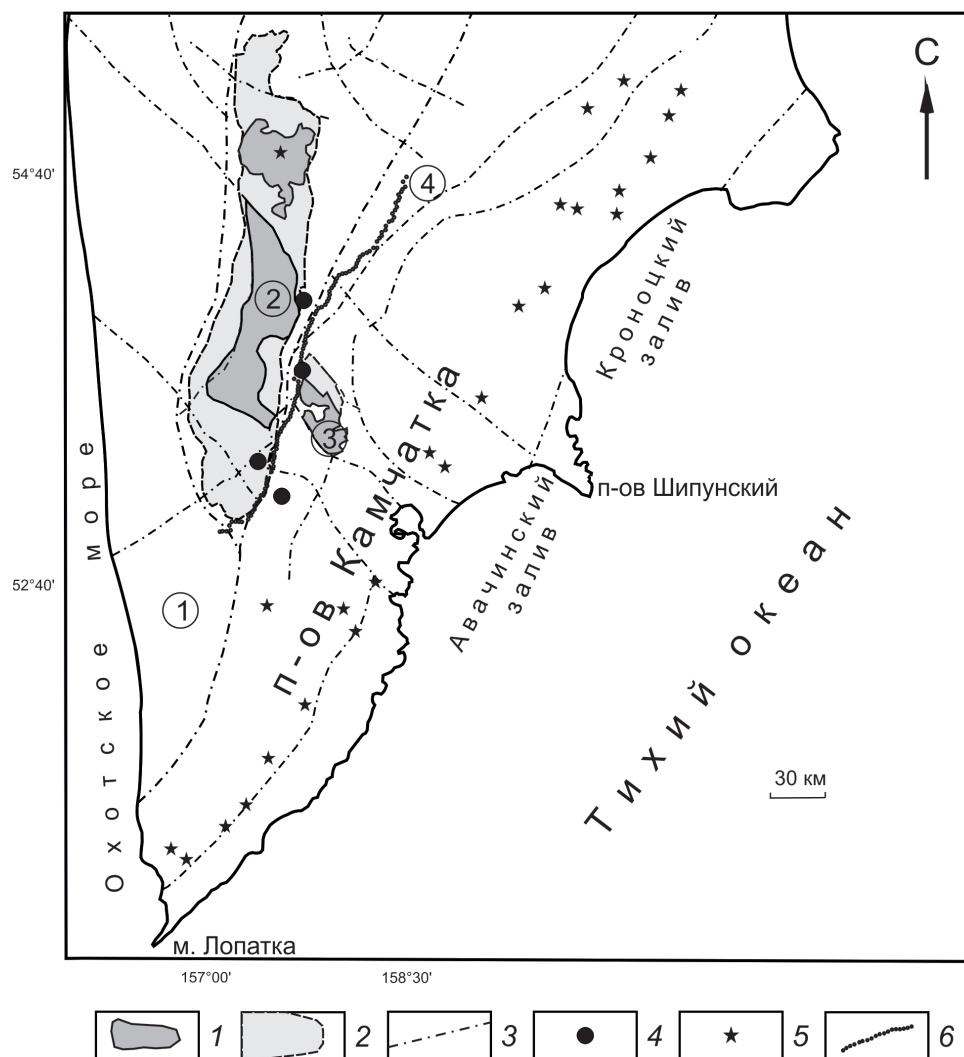 С
54°40'
4
2
Кроноцкий
залив
3
п-ов Камчатка
п-ов Шипунский
Авачинский
залив
52°40'
1
Охотское море
Тихий океан
30 км
м. Лопатка
157°00'
158°30'
1 2 3 4 5 6